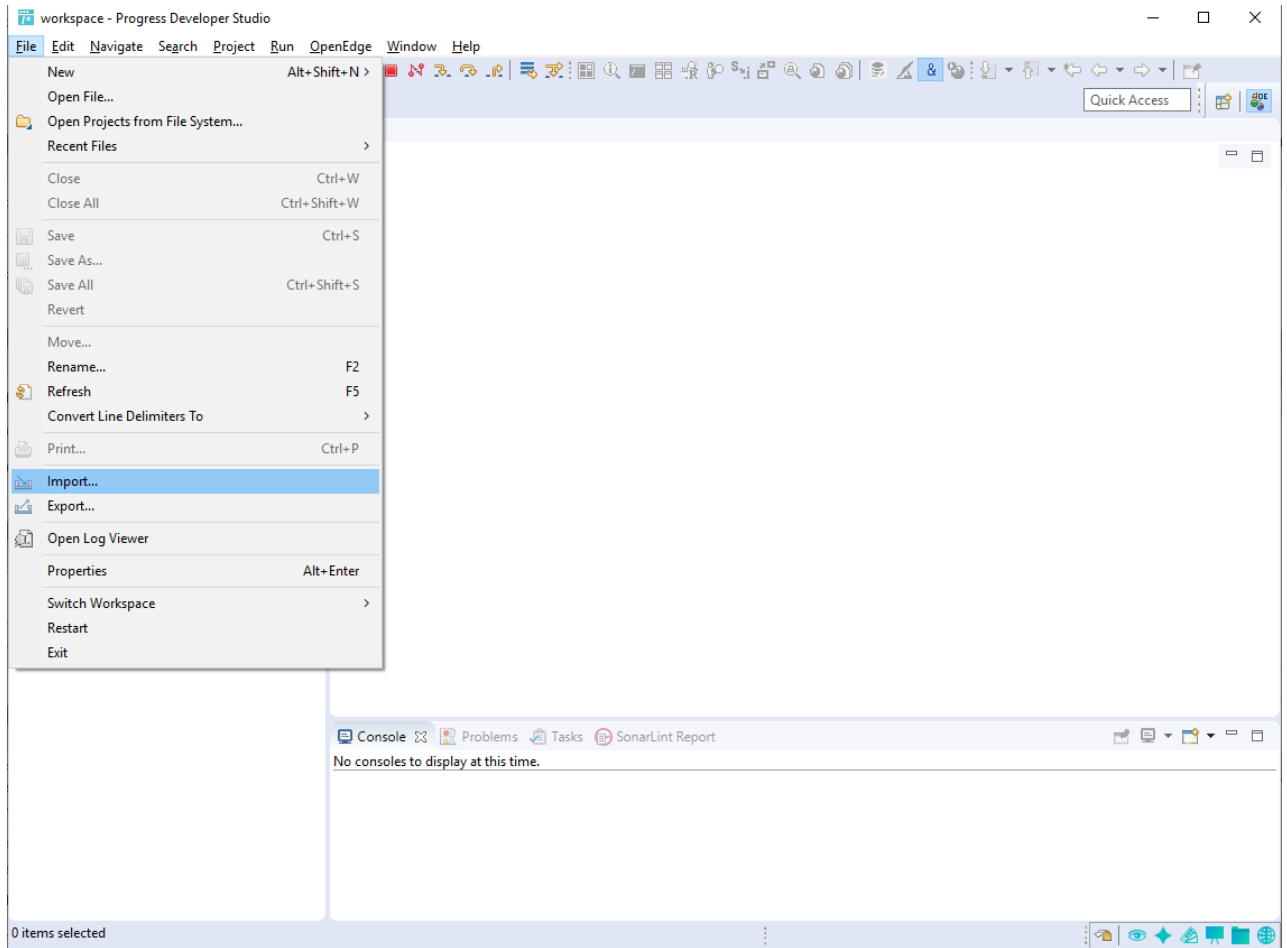 workspace - Progress Developer Studio
File Edit Navigate Search Project Run OpenEdge Window Help
New Alt+Shift+N >
Open File...
Open Projects from File System...
Recent Files >
Close Ctrl+W
Close All Ctrl+Shift+W
Save Ctrl+S
Save As...
Save All Ctrl+Shift+S
Revert
Move...
Rename... F2
Refresh F5
Convert Line Delimiters To >
Print... Ctrl+P
Import...
Export...
Open Log Viewer
Properties Alt+Enter
Switch Workspace >
Restart
Exit
Quick Access
OE
Console Problems Tasks SonarLint Report
No consoles to display at this time.
0 items selected